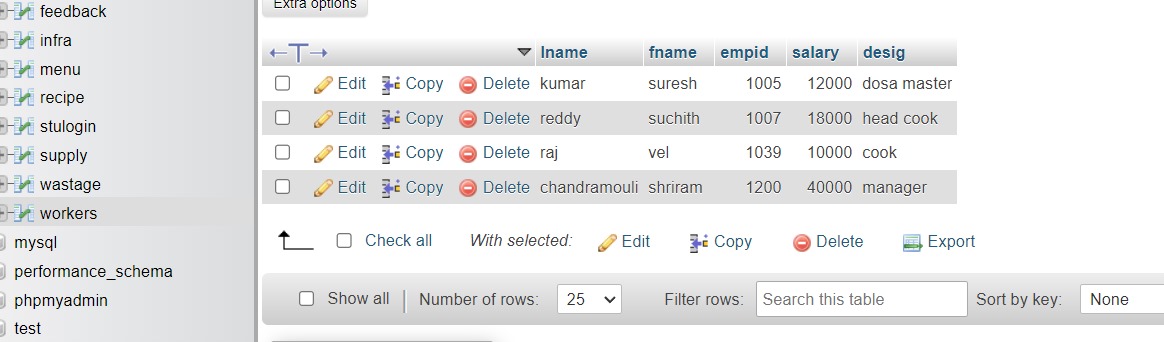 feedback
infra
menu
recipe
stulogin
supply
wastage
workers
mysql
performance_schema
phpmyadmin
test
Extra options
lname fname empid salary desig
Edit Copy Delete kumar suresh 1005 12000 dosa master
Edit Copy Delete reddy suchith 1007 18000 head cook
Edit Copy Delete raj vel 1039 10000 cook
Edit Copy Delete chandramouli shriram 1200 40000 manager
Check all With selected: Edit Copy Delete Export
Show all Number of rows: 25 Filter rows: Search this table Sort by key: None